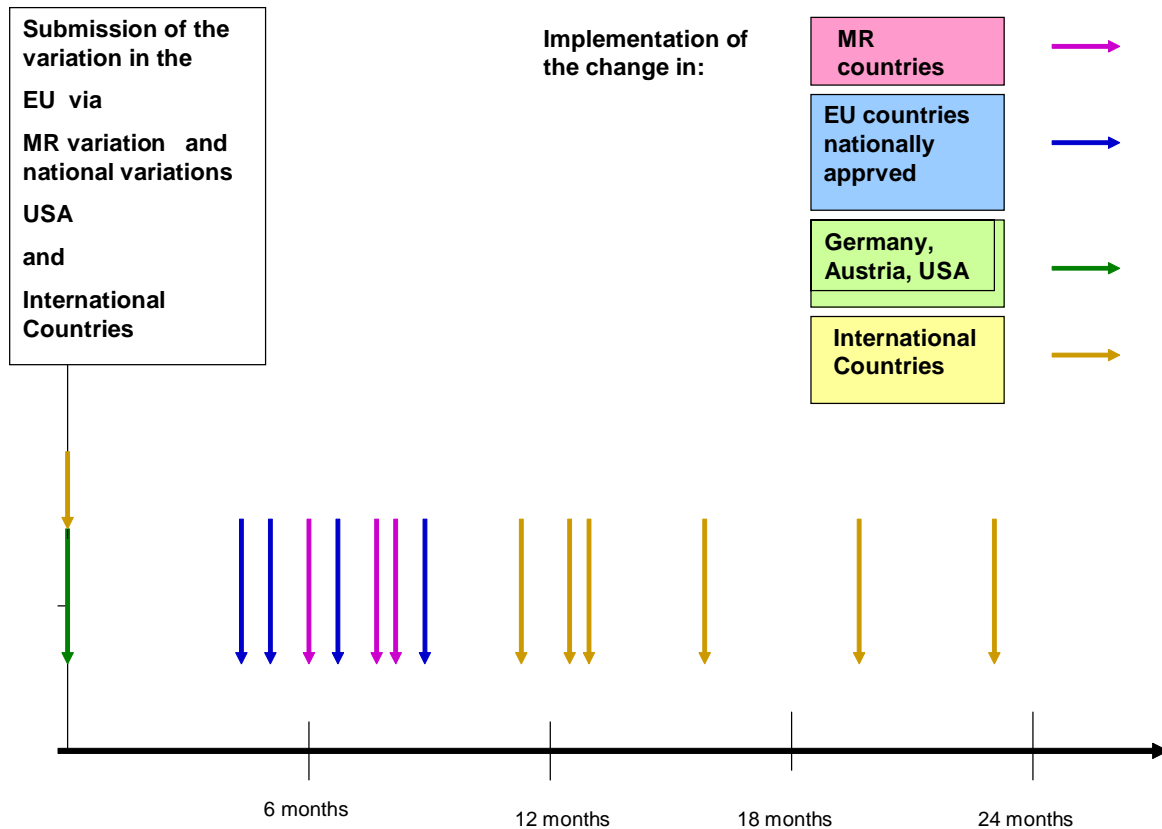 Submission of the
variation in the
EU via
MR variation and
national variations
USA
and
International
Countries
Implementation of
the change in:
MR
countries
EU countries
nationally
apprved
Germany,
Austria, USA
International
Countries
6 months
12 months
18 months
24 months